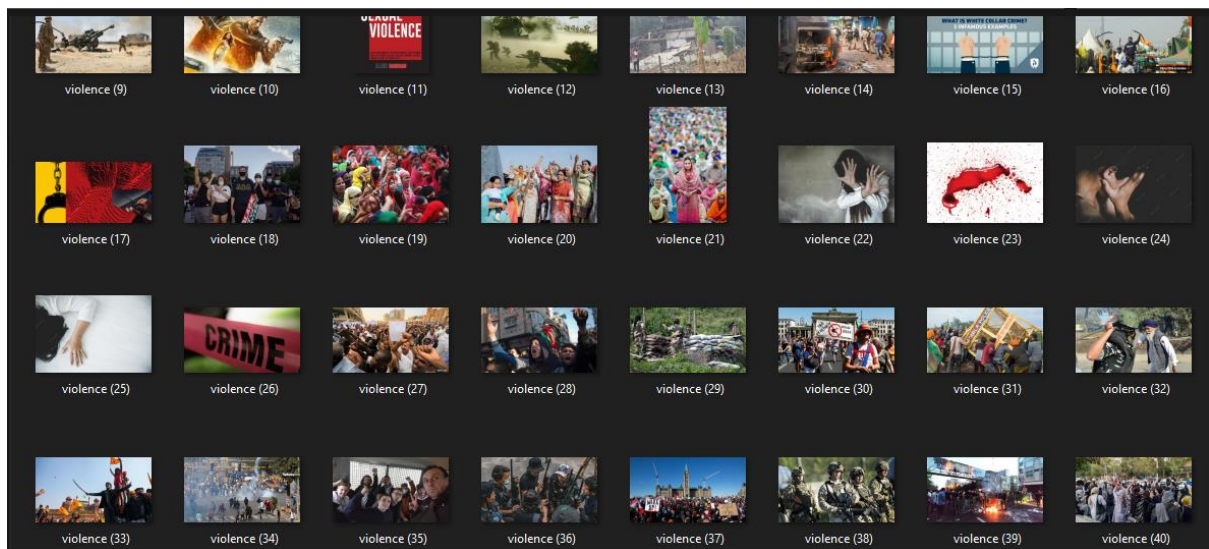 SEXUAL
VIOLENCE
WHAT IS WHITE COLLAR CRIME?
INFAMOUS EXAMPLES
violence (9)
violence (10)
violence (11)
violence (12)
violence (13)
violence (14)
violence (15)
violence (16)
violence (17)
violence (18)
violence (19)
violence (20)
violence (21)
violence (22)
violence (23)
violence (24)
CRIME
violence (25)
violence (26)
violence (27)
violence (28)
violence (29)
violence (30)
violence (31)
violence (32)
violence (33)
violence (34)
violence (35)
violence (36)
violence (37)
violence (38)
violence (39)
violence (40)